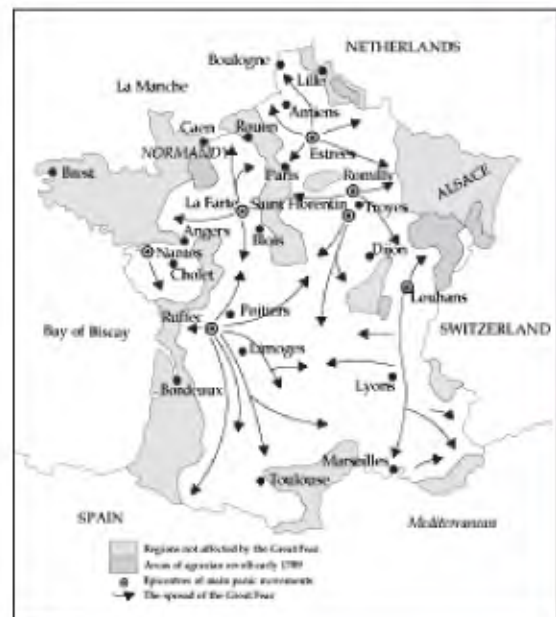 NETHERLANDS
Boulogne
Lille
La Manche
Amiens
Caen
Rouen
Estrees
NORMANDY
Paris
Romilly
ALSACE
Brest
La Farte
Saint Florentin
Troyes
Angers
Blois
Dijon
Nantes
Cholet
Louhans
Ruffec
Poitiers
Bay of Biscay
SWITZERLAND
Limoges
Lyons
Bordeaux
Marseilles
Toulouse
SPAIN
Mediterranean
Regions not affected by the Great Fear
Areas of agrarian revolt early 1789
Epicentres of main panic movements
The spread of the Great Fear